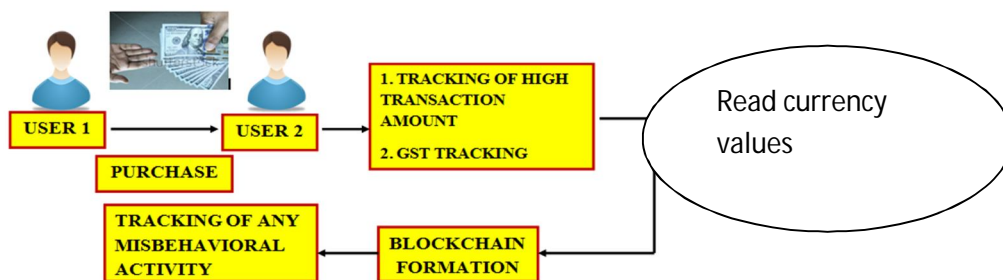 USER 1
USER 2
PURCHASE
1. TRACKING OF HIGH
TRANSACTION
AMOUNT
2. GST TRACKING
Read currency
values
TRACKING OF ANY
MISBEHAVIORAL
ACTIVITY
BLOCKCHAIN
FORMATION